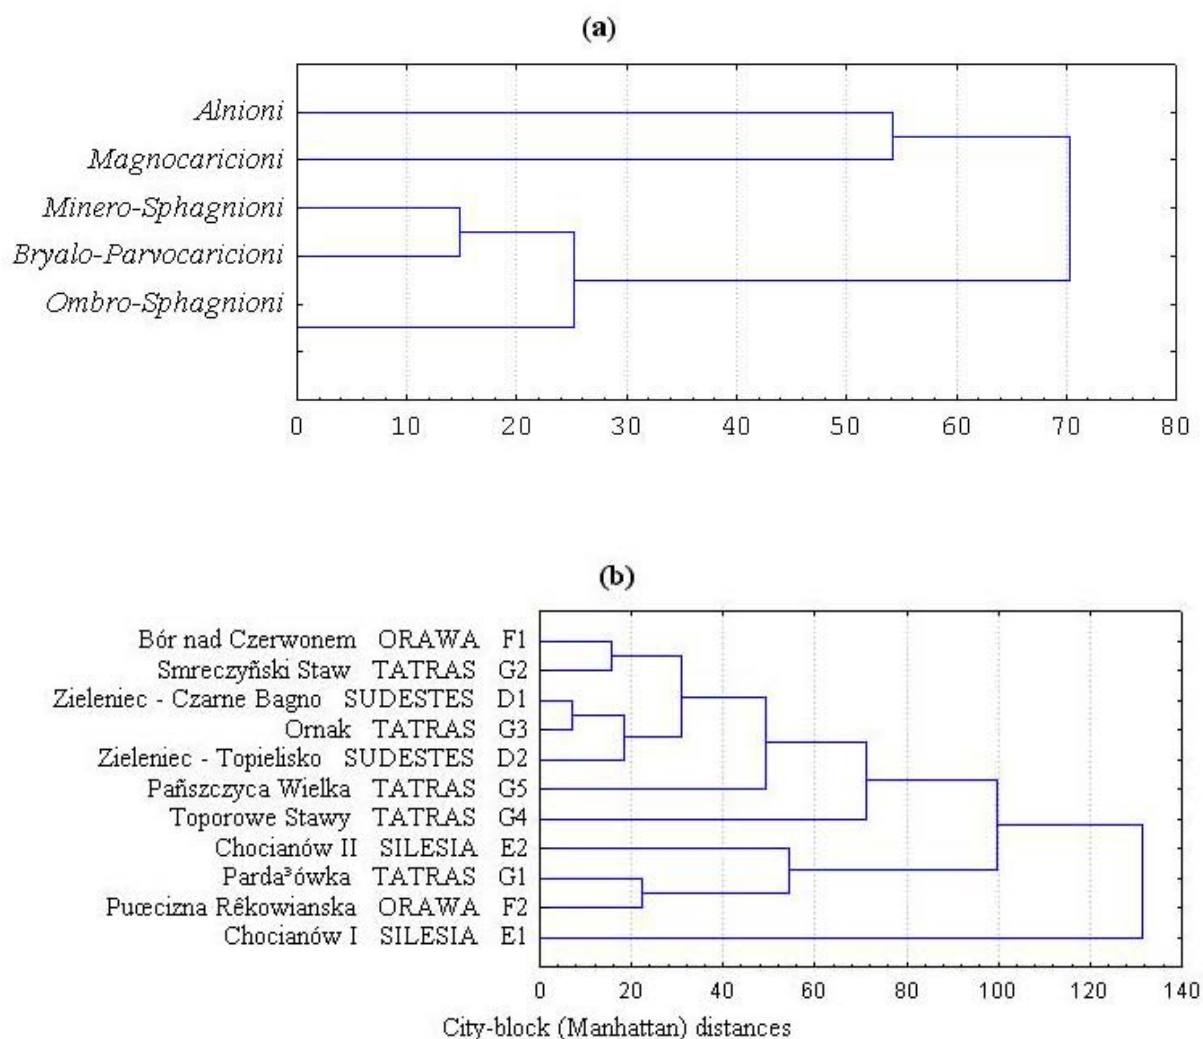 (a)
Alnioni
Magnocaricioni
Minero-Sphagnioni
Bryalo-Parvocaricioni
Ombro-Sphagnioni
0 10 20 30 40 50 60 70 80
(b)
Bór nad Czerwonem ORAWA F1
Smreczyñski Staw TATRAS G2
Zieleniec - Czarne Bagno SUDESTES D1
Ornak TATRAS G3
Zieleniec - Topielisko SUDESTES D2
Pañszczyca Wielka TATRAS G5
Toporowe Stawy TATRAS G4
Chocianów II SILESIA E2
Parda³ówka TATRAS G1
Puœcizna Rêkowianska ORAWA F2
Chocianów I SILESIA E1
0 20 40 60 80 100 120 140
City-block (Manhattan) distances